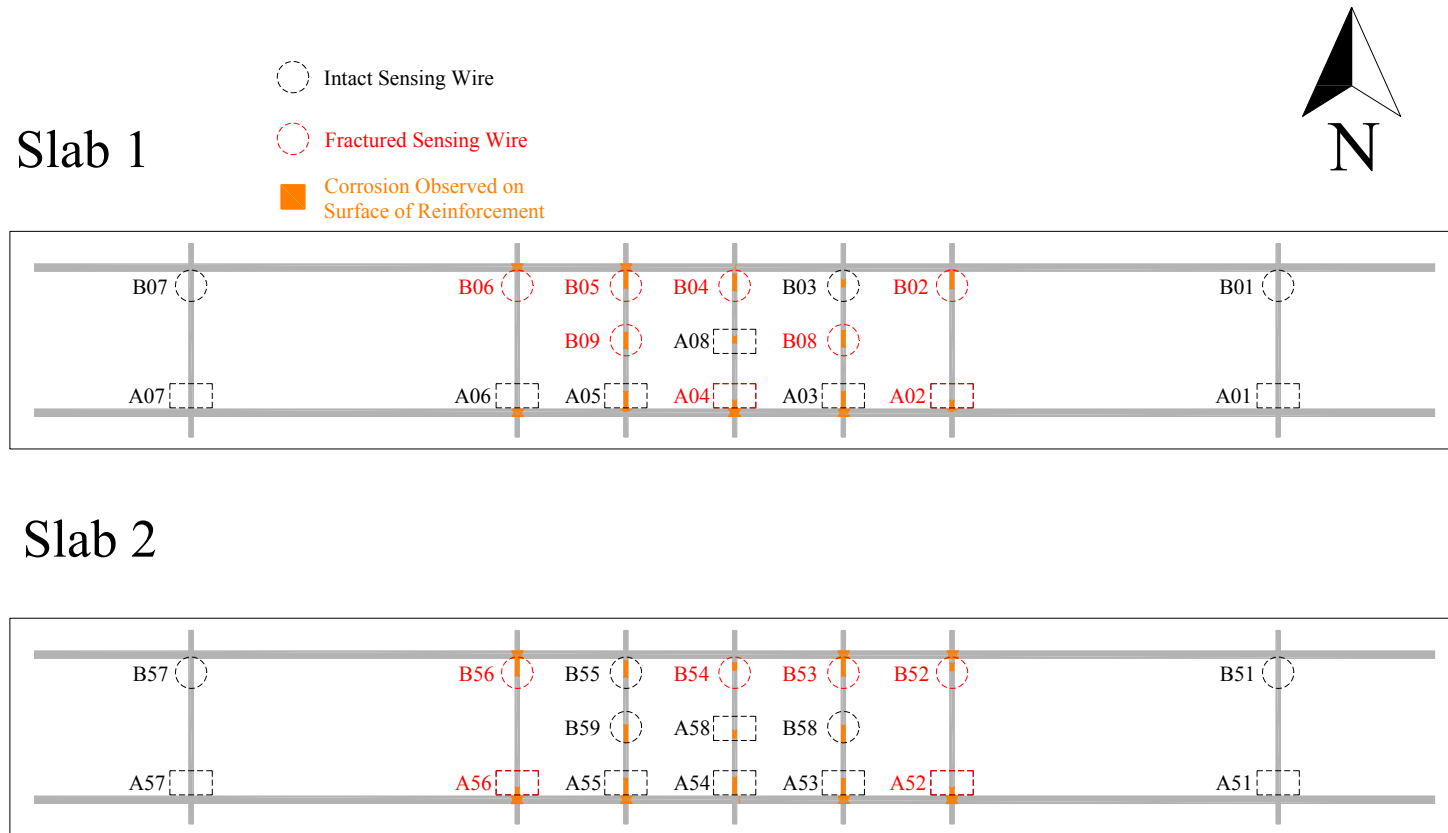 Intact Sensing Wire
Fractured Sensing Wire
Corrosion Observed on
Surface of Reinforcement
N
Slab 1
B07 B06 B05 B04 B03 B02 B01
B09 A08 B08
A07 A06 A05 A04 A03 A02 A01
Slab 2
B57 B56 B55 B54 B53 B52 B51
B59 A58 B58
A57 A56 A55 A54 A53 A52 A51